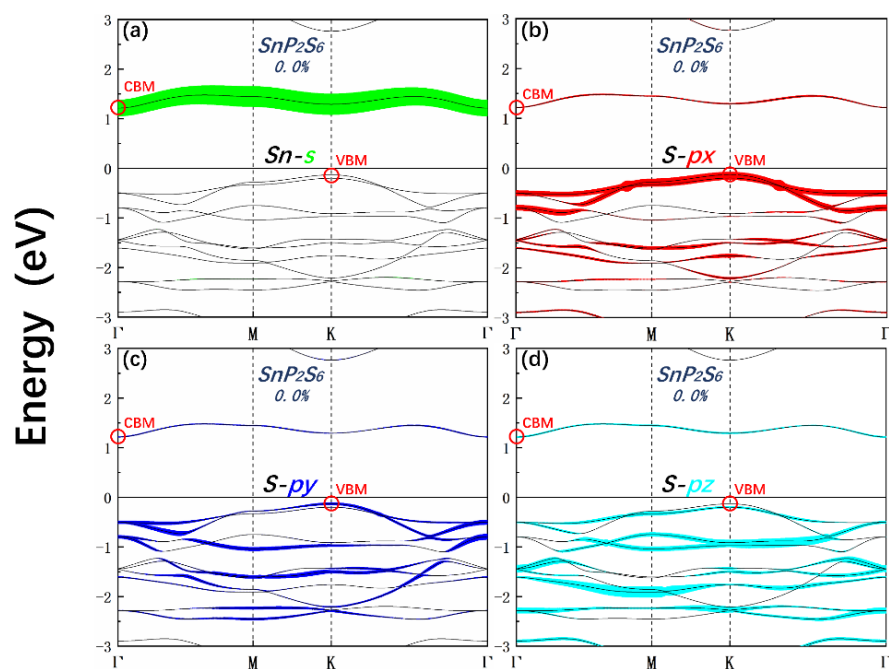 Energy (eV)
(a)
SnP2S6
0.0%
CBM
Sn-s
VBM
3
2
1
0
-1
-2
-3
Γ
M
K
Γ
(b)
SnP2S6
0.0%
CBM
S-px
VBM
3
2
1
0
-1
-2
-3
Γ
M
K
Γ
(c)
SnP2S6
0.0%
CBM
S-py
VBM
3
2
1
0
-1
-2
-3
Γ
M
K
Γ
(d)
SnP2S6
0.0%
CBM
S-pz
VBM
3
2
1
0
-1
-2
-3
Γ
M
K
Γ